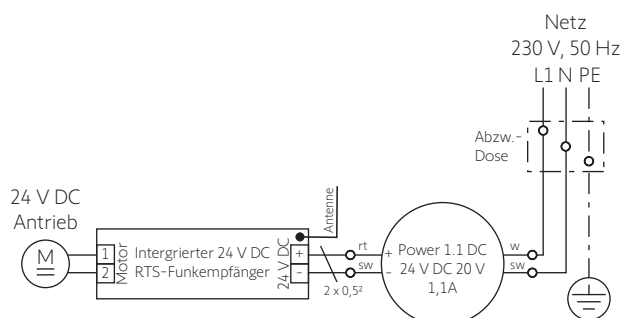 Netz
230 V, 50 Hz
L1 N PE
Abzw.-
Dose
24 V DC
Antrieb
M
1
2
Motor
Intergrierter 24 V DC
RTS-Funkempfänger
24 V DC
+
-
Antenne
2 x 0,5²
rt
sw
+
-
Power 1.1 DC
24 V DC 20 V
1,1A
w
sw